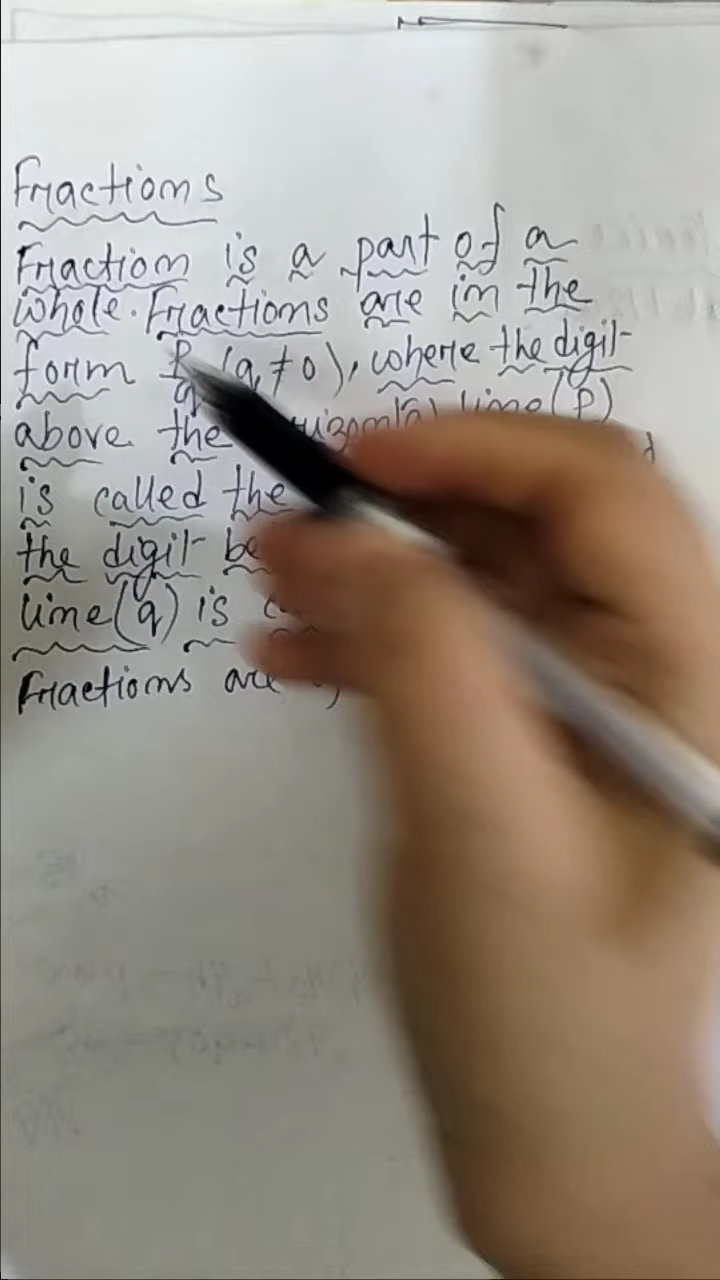 Fractions
Fraction is a part of a
whole. Fractions are in the
form p/q (q ≠ 0), where the digit
above the horizontal line (p)
is called the
the digit
line (q) is
Fractions are